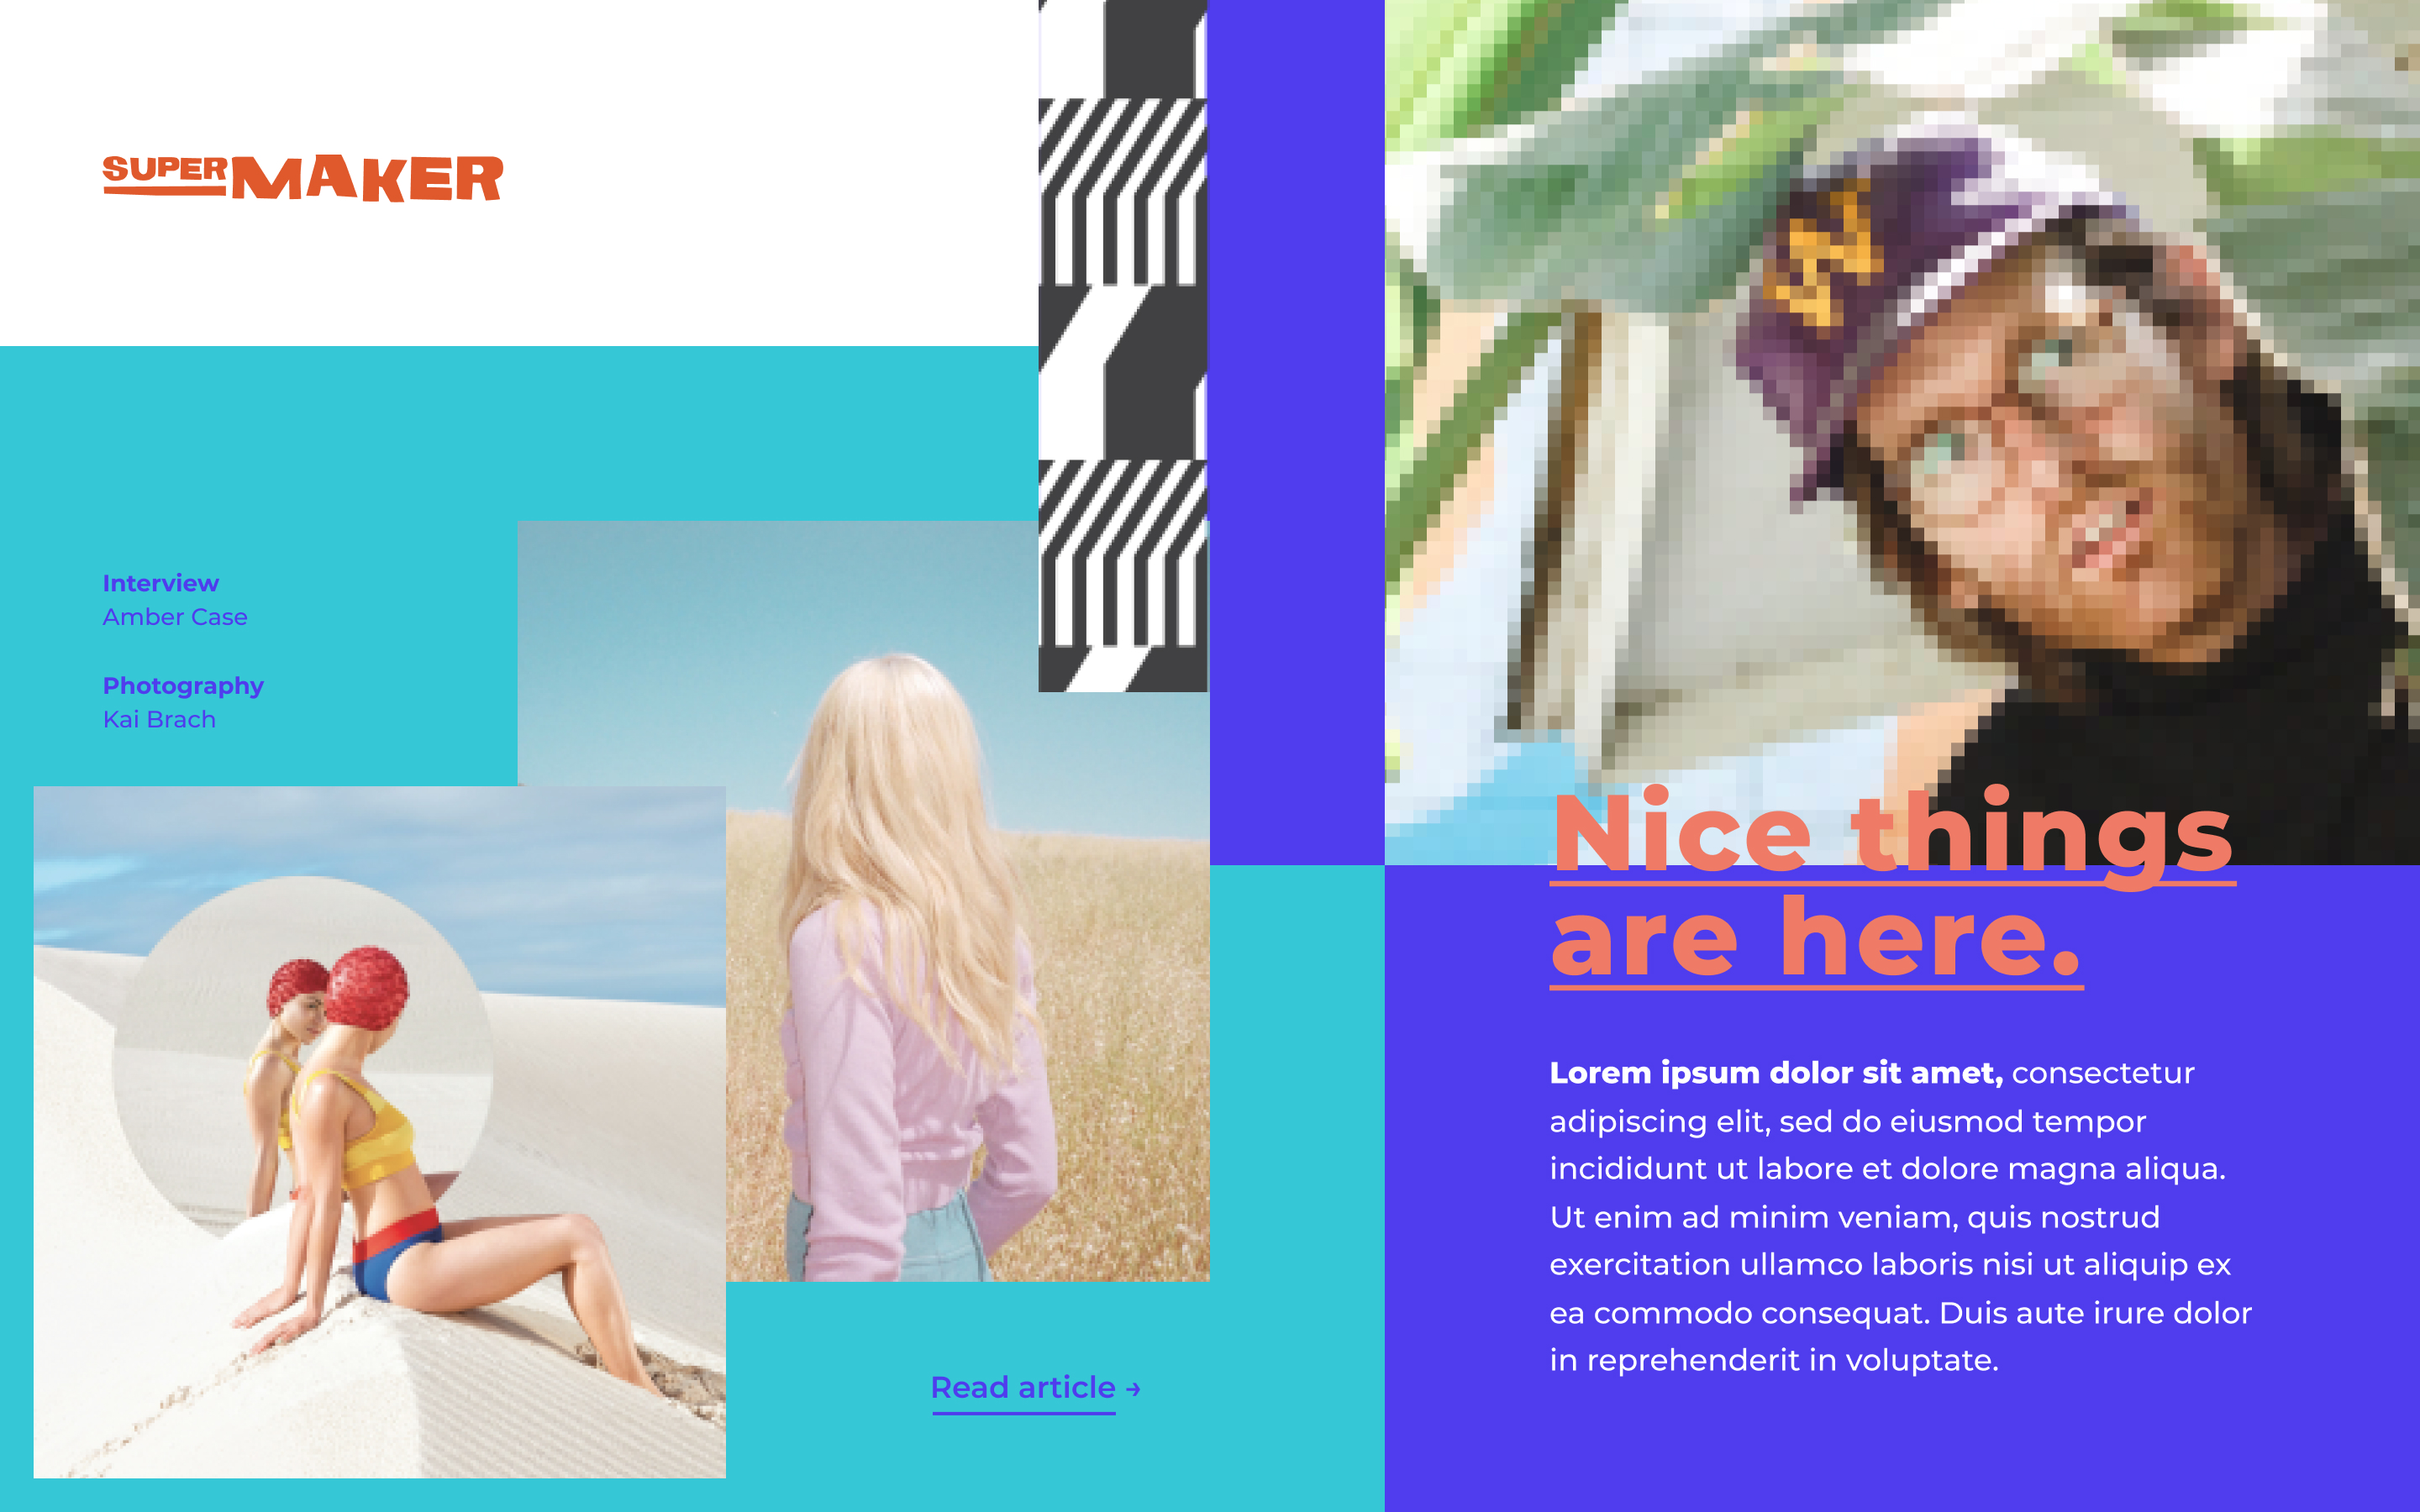 SUPERMAKER
Interview
Amber Case
Photography
Kai Brach
Read article →
Nice things
are here.
Lorem ipsum dolor sit amet, consectetur
adipiscing elit, sed do eiusmod tempor
incididunt ut labore et dolore magna aliqua.
Ut enim ad minim veniam, quis nostrud
exercitation ullamco laboris nisi ut aliquip ex
ea commodo consequat. Duis aute irure dolor
in reprehenderit in voluptate.